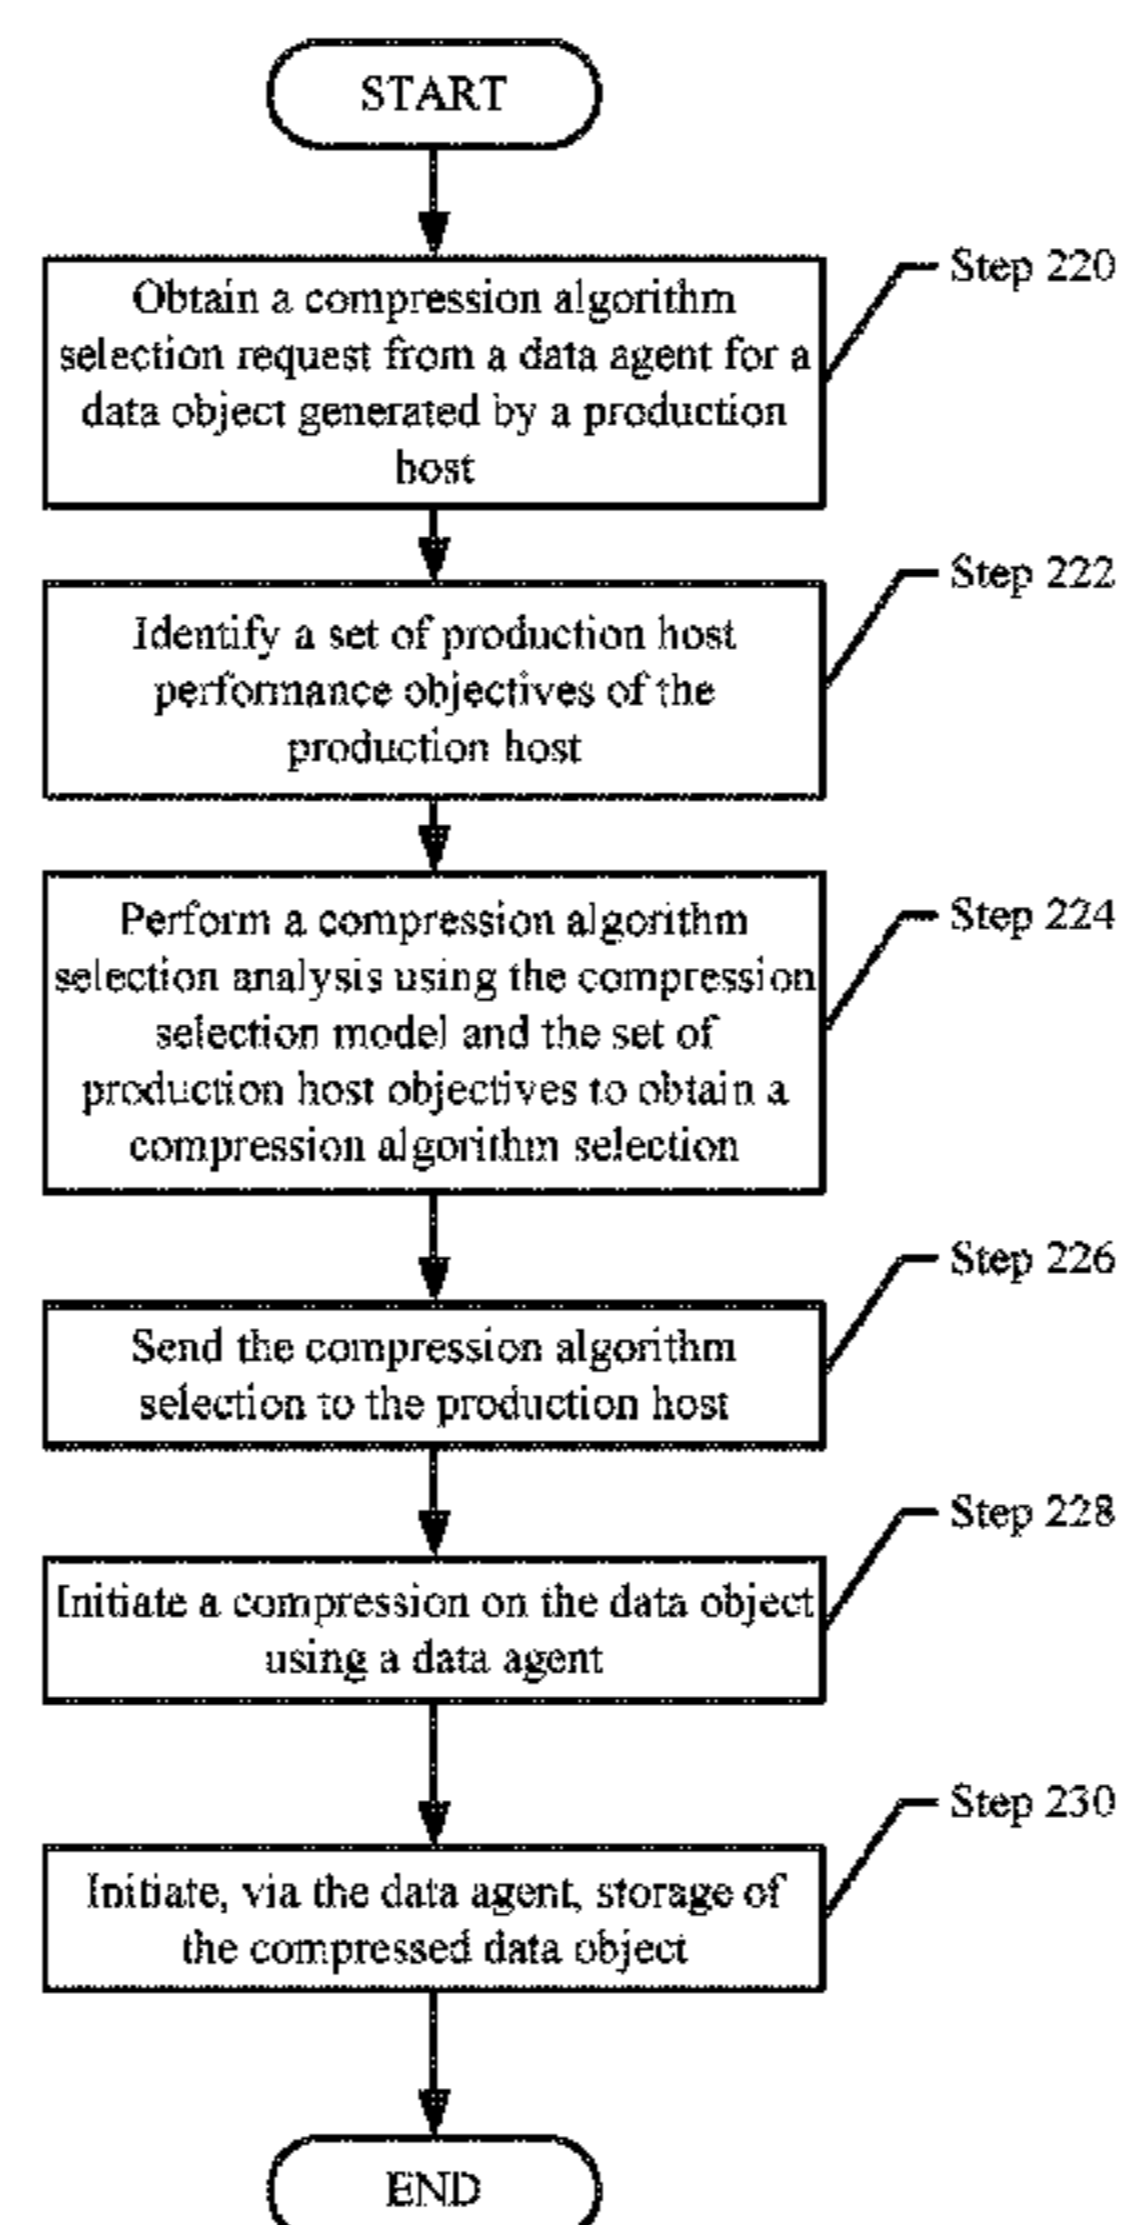 START
Step 220
Obtain a compression algorithm
selection request from a data agent for a
data object generated by a production
host
Step 222
Identify a set of production host
performance objectives of the
production host
Step 224
Perform a compression algorithm
selection analysis using the compression
selection model and the set of
production host objectives to obtain a
compression algorithm selection
Step 226
Send the compression algorithm
selection to the production host
Step 228
Initiate a compression on the data object
using a data agent
Step 230
Initiate, via the data agent, storage of
the compressed data object
END